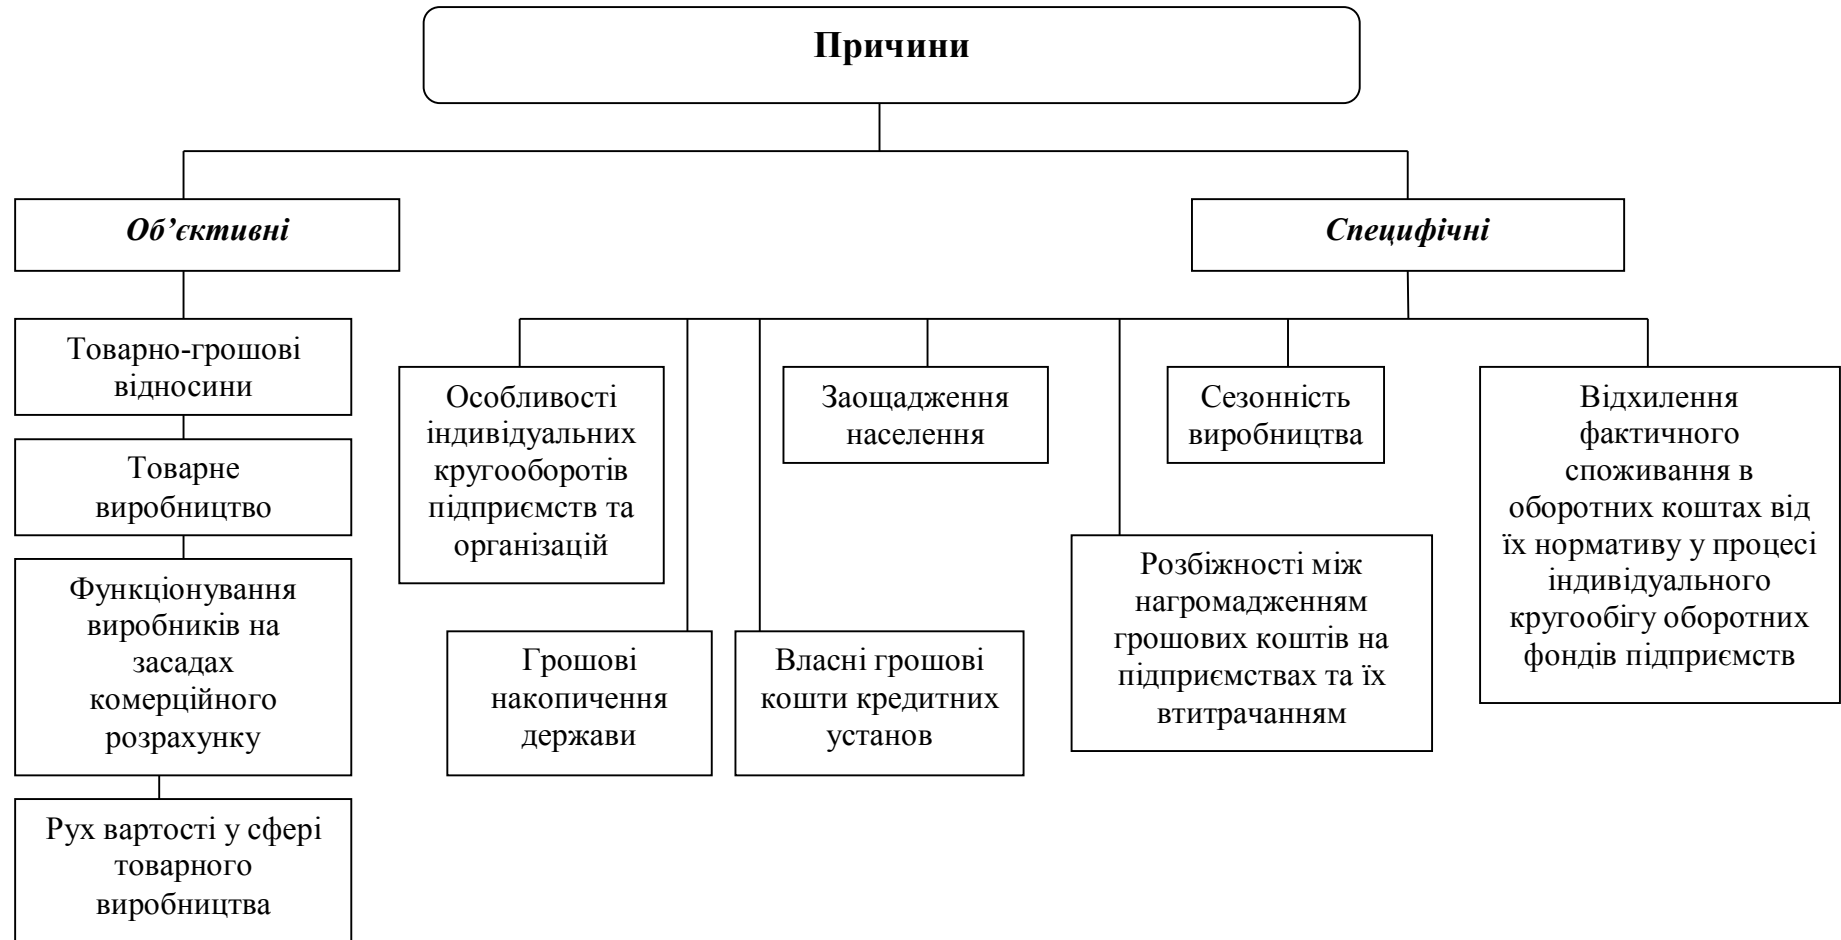 Причини
Об’єктивні
Специфічні
Товарно-грошові
відносини
Товарне
виробництво
Функціонування
виробників на
засадах
комерційного
розрахунку
Рух вартості у сфері
товарного
виробництва
Особливості
індивідуальних
кругооборотів
підприємств та
організацій
Грошові
накопичення
держави
Власні грошові
кошти кредитних
установ
Заощадження
населення
Розбіжності між
нагромадженням
грошових коштів на
підприємствах та їх
втитрачанням
Сезонність
виробництва
Відхилення
фактичного
споживання в
оборотних коштах від
їх нормативу у процесі
індивідуального
кругообігу оборотних
фондів підприємств